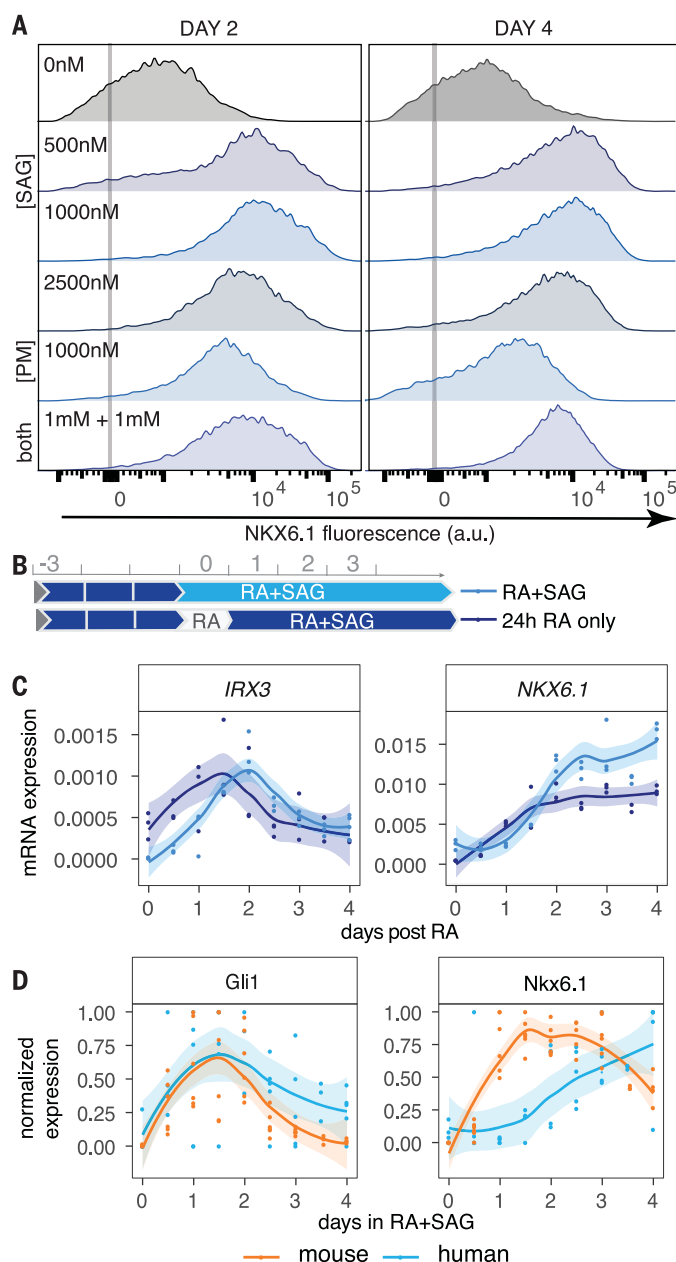 A
DAY 2
DAY 4
0nM
500nM
[SAG]
1000nM
2500nM
[PM]
1000nM
both
1mM + 1mM
0
10^4
10^5
0
10^4
10^5
NKX6.1 fluorescence (a.u.)
B
-3
0
1
2
3
RA+SAG
RA+SAG
RA
RA+SAG
24h RA only
C
IRX3
NKX6.1
mRNA expression
0.0015
0.0010
0.0005
0.0000
0.015
0.010
0.005
0.000
0 1 2 3 4
0 1 2 3 4
days post RA
D
Gli1
Nkx6.1
normalized
expression
1.00
0.75
0.50
0.25
0.00
1.00
0.75
0.50
0.25
0.00
0 1 2 3 4
0 1 2 3 4
days in RA+SAG
mouse
human